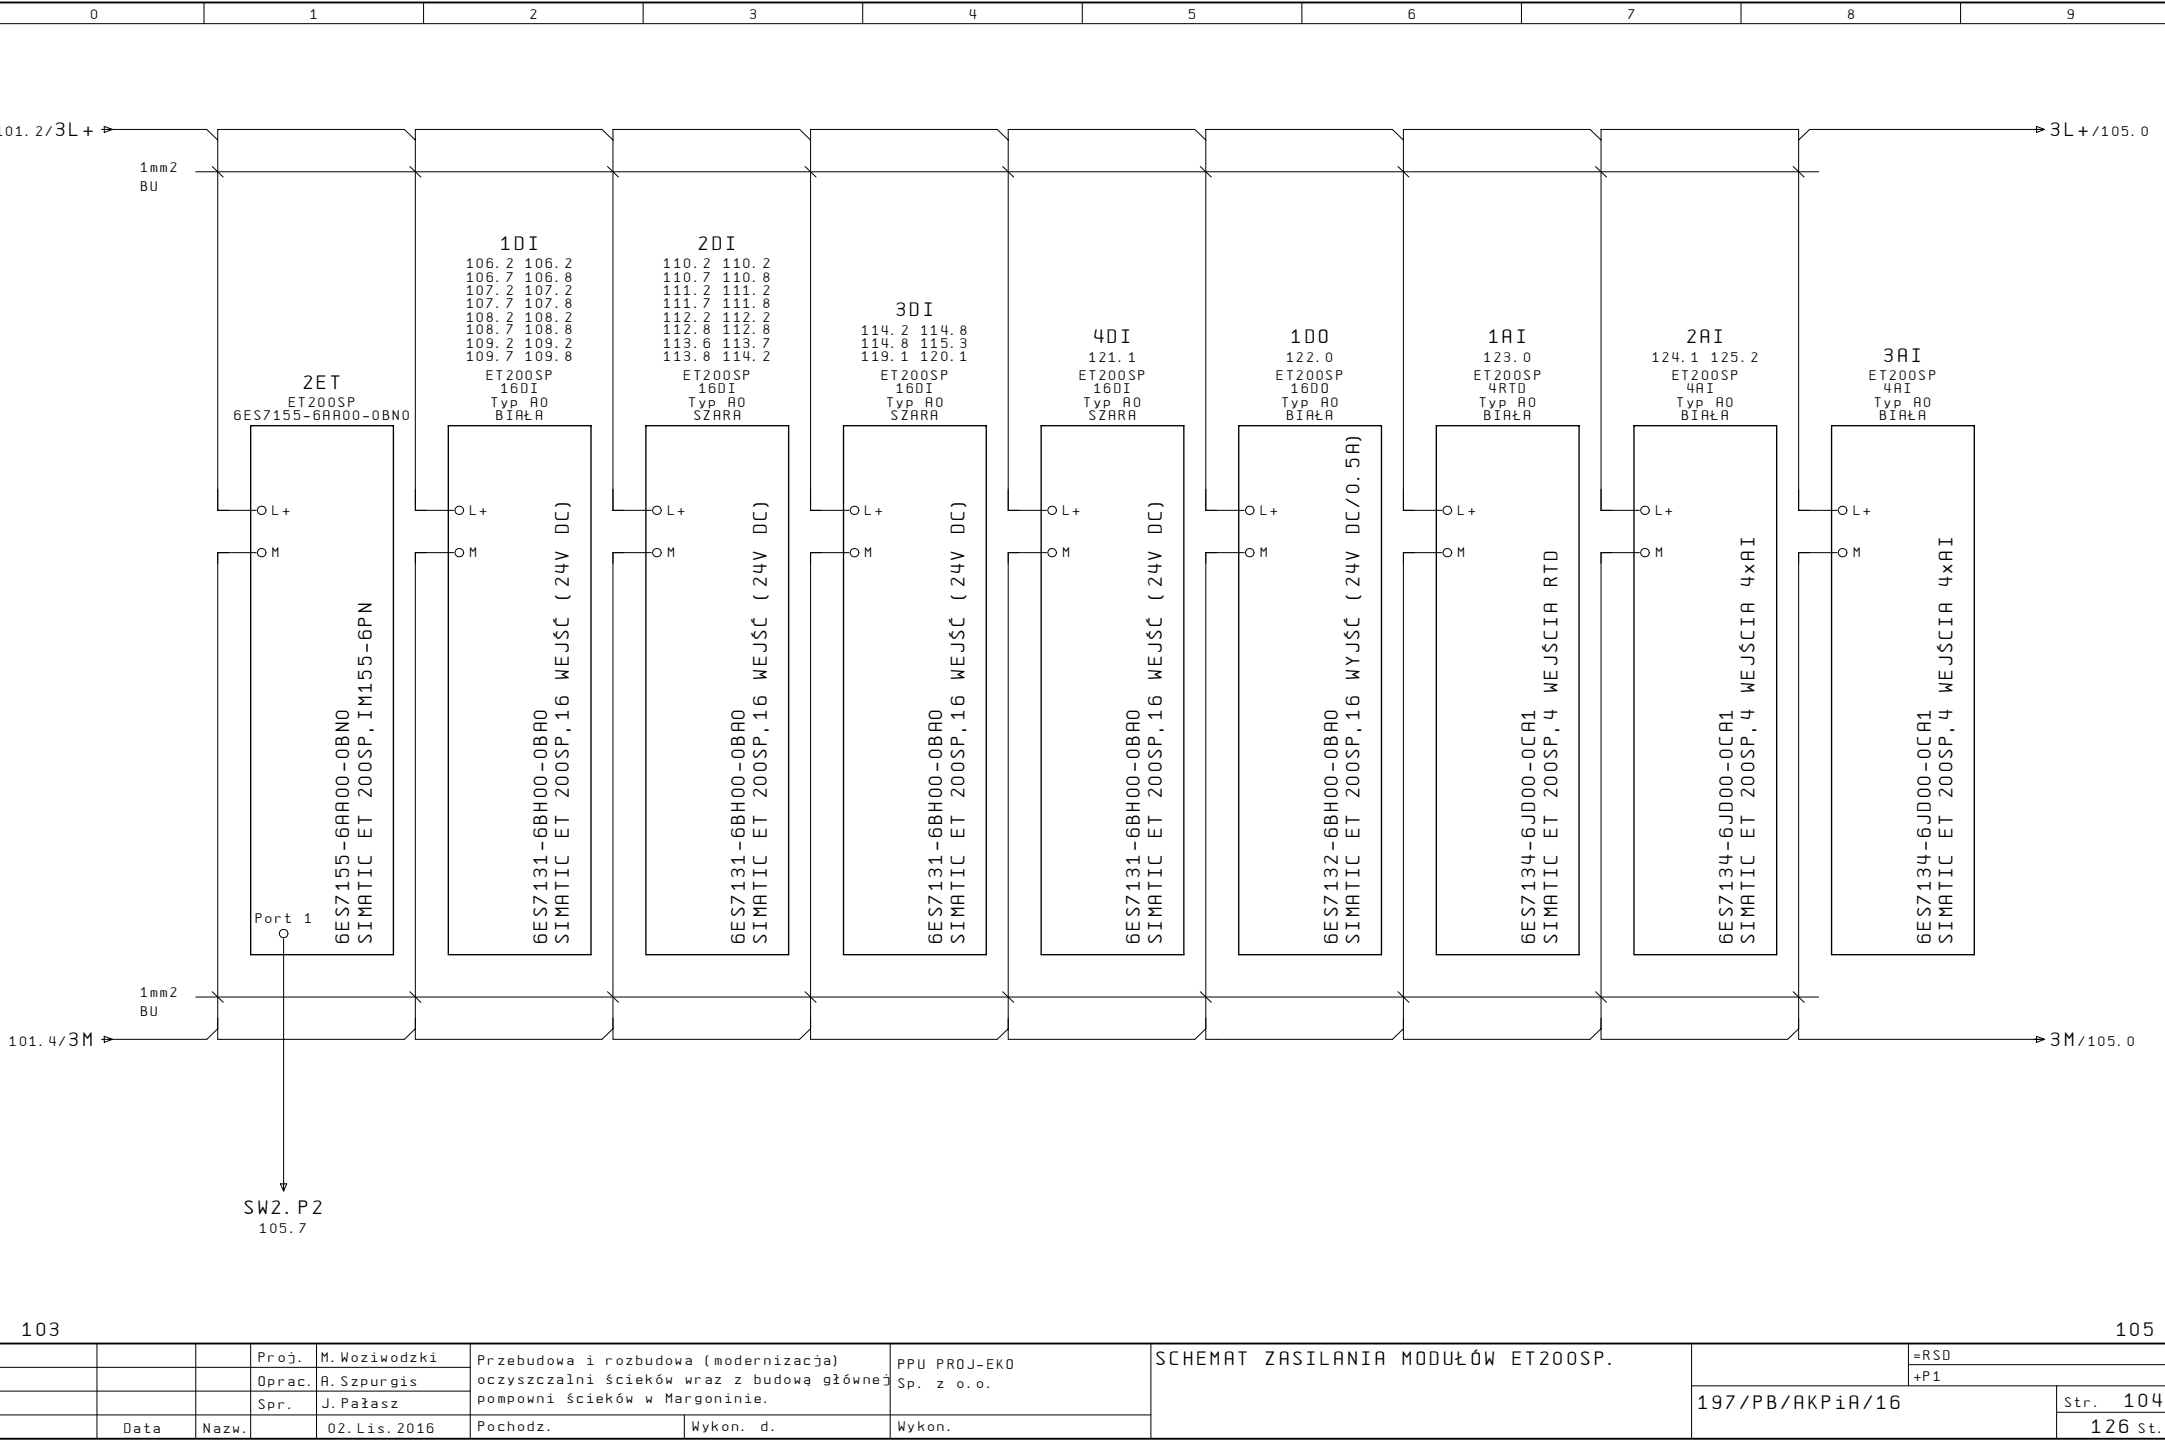 0 1 2 3 4 5 6 7 8 9
101.2/3L+
3L+/105.0
1mm2
BU
2ET
ET200SP
6ES7155-6AA00-0BN0
L+
M
6ES7155-6AA00-0BN0
SIMATIC ET 200SP,IM155-6PN
Port 1
1DI
106.2 106.2
106.7 106.8
107.2 107.2
107.7 107.8
108.2 108.2
108.7 108.8
109.2 109.2
109.7 109.8
ET200SP
16DI
Typ A0
BIAŁA
L+
M
6ES7131-6BH00-0BA0
SIMATIC ET 200SP,16 WEJŚĆ (24V DC)
2DI
110.2 110.2
110.7 110.8
111.2 111.2
111.7 111.8
112.2 112.2
112.8 112.8
113.6 113.7
113.8 114.2
ET200SP
16DI
Typ A0
SZARA
L+
M
6ES7131-6BH00-0BA0
SIMATIC ET 200SP,16 WEJŚĆ (24V DC)
3DI
114.2 114.8
114.8 115.3
119.1 120.1
ET200SP
16DI
Typ A0
SZARA
L+
M
6ES7131-6BH00-0BA0
SIMATIC ET 200SP,16 WEJŚĆ (24V DC)
4DI
121.1
ET200SP
16DI
Typ A0
SZARA
L+
M
6ES7131-6BH00-0BA0
SIMATIC ET 200SP,16 WEJŚĆ (24V DC)
1DO
122.0
ET200SP
16DO
Typ A0
BIAŁA
L+
M
6ES7132-6BH00-0BA0
SIMATIC ET 200SP,16 WYJŚĆ (24V DC/0.5A)
1AI
123.0
ET200SP
4RTD
Typ A0
BIAŁA
L+
M
6ES7134-6JD00-0CA1
SIMATIC ET 200SP,4 WEJŚCIA RTD
2AI
124.1 125.2
ET200SP
4AI
Typ A0
BIAŁA
L+
M
6ES7134-6JD00-0CA1
SIMATIC ET 200SP,4 WEJŚCIA 4xAI
3AI
ET200SP
4AI
Typ A0
BIAŁA
L+
M
6ES7134-6JD00-0CA1
SIMATIC ET 200SP,4 WEJŚCIA 4xAI
1mm2
BU
101.4/3M
3M/105.0
SW2.P2
105.7
103
105
Proj. M.Woziwodzki
Oprac. A.Szpurgis
Spr. J.Pałasz
Data Nazw. 02.Lis.2016
Przebudowa i rozbudowa (modernizacja)
oczyszczalni ścieków wraz z budową głównej
pompowni ścieków w Margoninie.
Pochodz. Wykon. d. Wykon.
PPU PROJ-EKO
Sp. z o.o.
SCHEMAT ZASILANIA MODUŁÓW ET200SP.
=RSD
+P1
197/PB/AKPiA/16
Str. 104
126 St.